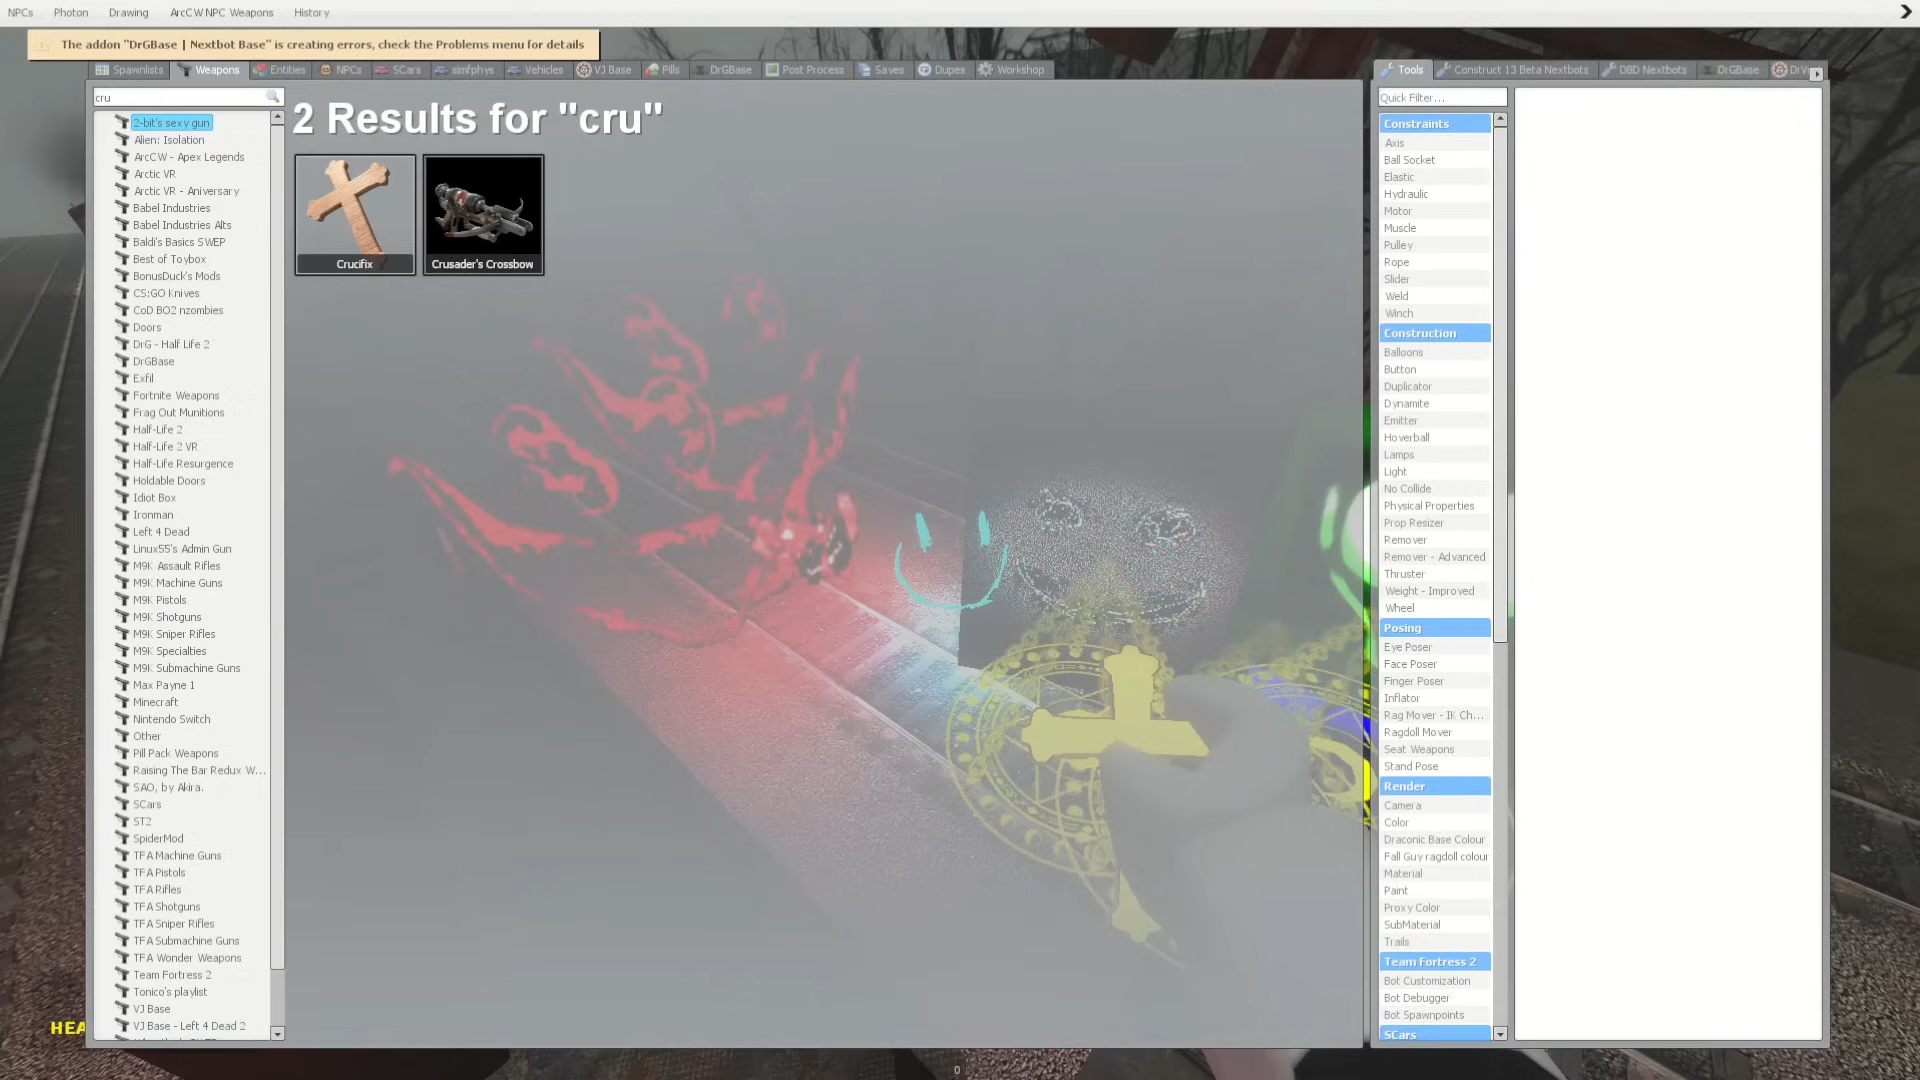 NPCs Photon Drawing ArcCW NPC Weapons History
The addon "DrGBase | Nextbot Base" is creating errors, check the Problems menu for details
Spawnlists Weapons Entities NPCs SCars simfphys Vehicles VJ Base Pills DrGBase Post Process Saves Dupes Workshop
cru
2-bit's sexy gun
Alien: Isolation
ArcCW - Apex Legends
Arctic VR
Arctic VR - Aniversary
Babel Industries
Babel Industries Alts
Baldi's Basics SWEP
Best of Toybox
BonusDuck's Mods
CS:GO Knives
CoD BO2 nzombies
Doors
DrG - Half Life 2
DrGBase
Exfil
Fortnite Weapons
Frag Out Munitions
Half-Life 2
Half-Life 2 VR
Half-Life Resurgence
Holdable Doors
Idiot Box
Ironman
Left 4 Dead
Linux55's Admin Gun
M9K Assault Rifles
M9K Machine Guns
M9K Pistols
M9K Shotguns
M9K Sniper Rifles
M9K Specialties
M9K Submachine Guns
Max Payne 1
Minecraft
Nintendo Switch
Other
Pill Pack Weapons
Raising The Bar Redux W...
SAO, by Akira.
SCars
ST2
SpiderMod
TFA Machine Guns
TFA Pistols
TFA Rifles
TFA Shotguns
TFA Sniper Rifles
TFA Submachine Guns
TFA Wonder Weapons
Team Fortress 2
Tonico's playlist
VJ Base
VJ Base - Left 4 Dead 2
HEA
2 Results for "cru"
Crucifix
Crusader's Crossbow
0
Tools Construct 13 Beta Nextbots DBD Nextbots DrGBase
Quick Filter...
Constraints
Axis
Ball Socket
Elastic
Hydraulic
Motor
Muscle
Pulley
Rope
Slider
Weld
Winch
Construction
Balloons
Button
Duplicator
Dynamite
Emitter
Hoverball
Lamps
Light
No Collide
Physical Properties
Prop Resizer
Remover
Remover - Advanced
Thruster
Weight - Improved
Wheel
Posing
Eye Poser
Face Poser
Finger Poser
Inflator
Rag Mover - IK Ch...
Ragdoll Mover
Seat Weapons
Stand Pose
Render
Camera
Color
Draconic Base Colour
Fall Guy ragdoll colour
Material
Paint
Proxy Color
SubMaterial
Trails
Team Fortress 2
Bot Customization
Bot Debugger
Bot Spawnpoints
SCars